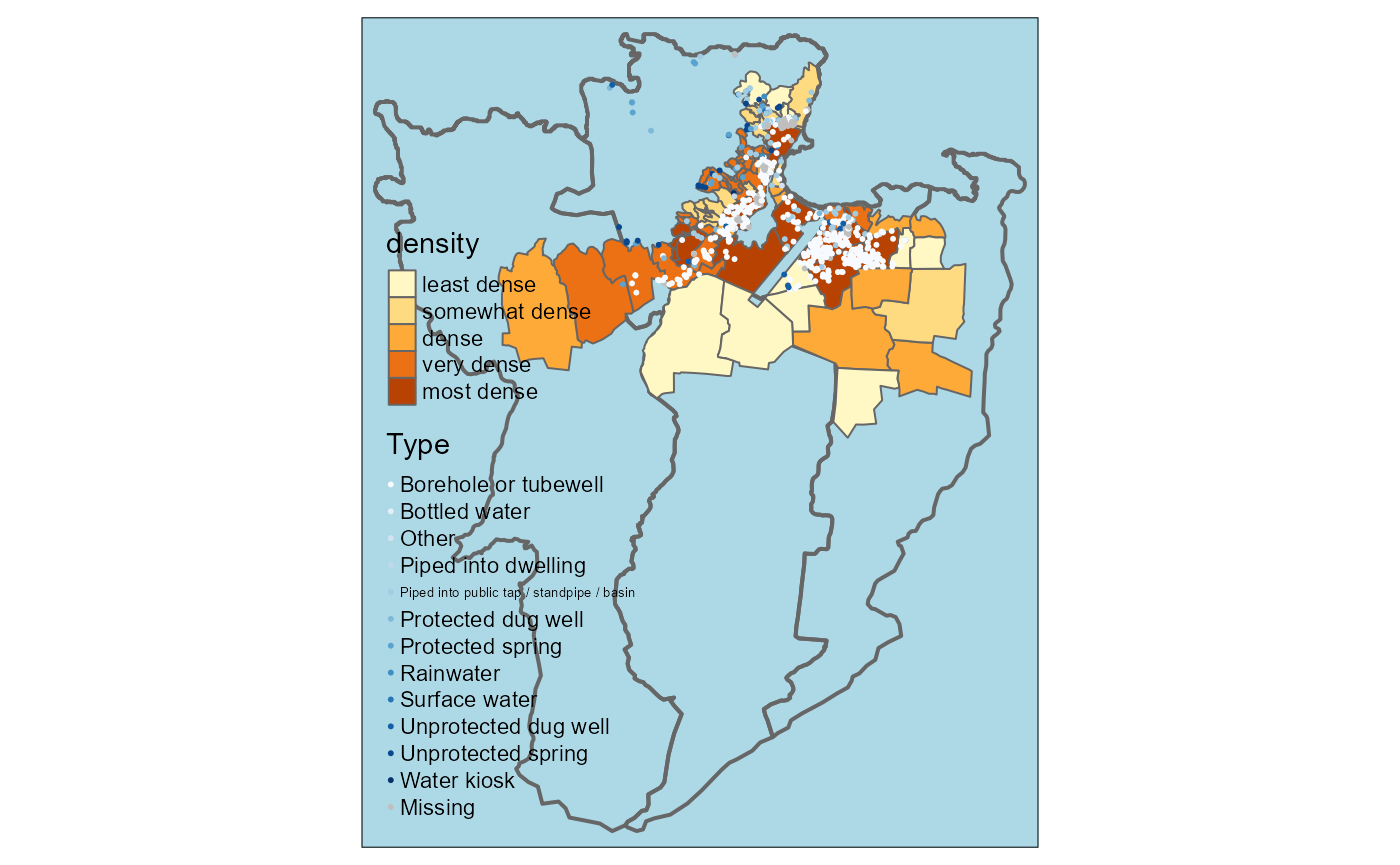 density
least dense
somewhat dense
dense
very dense
most dense
Type
Borehole or tubewell
Bottled water
Other
Piped into dwelling
Piped into public tap / standpipe / basin
Protected dug well
Protected spring
Rainwater
Surface water
Unprotected dug well
Unprotected spring
Water kiosk
Missing